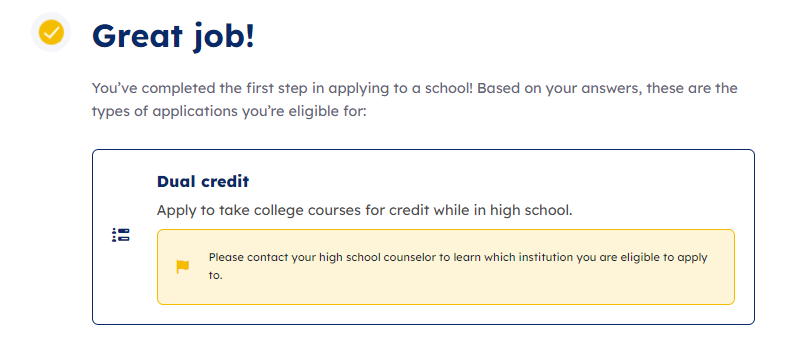 Great job!
You’ve completed the first step in applying to a school! Based on your answers, these are the
types of applications you’re eligible for:
Dual credit
Apply to take college courses for credit while in high school.
Please contact your high school counselor to learn which institution you are eligible to apply
to.